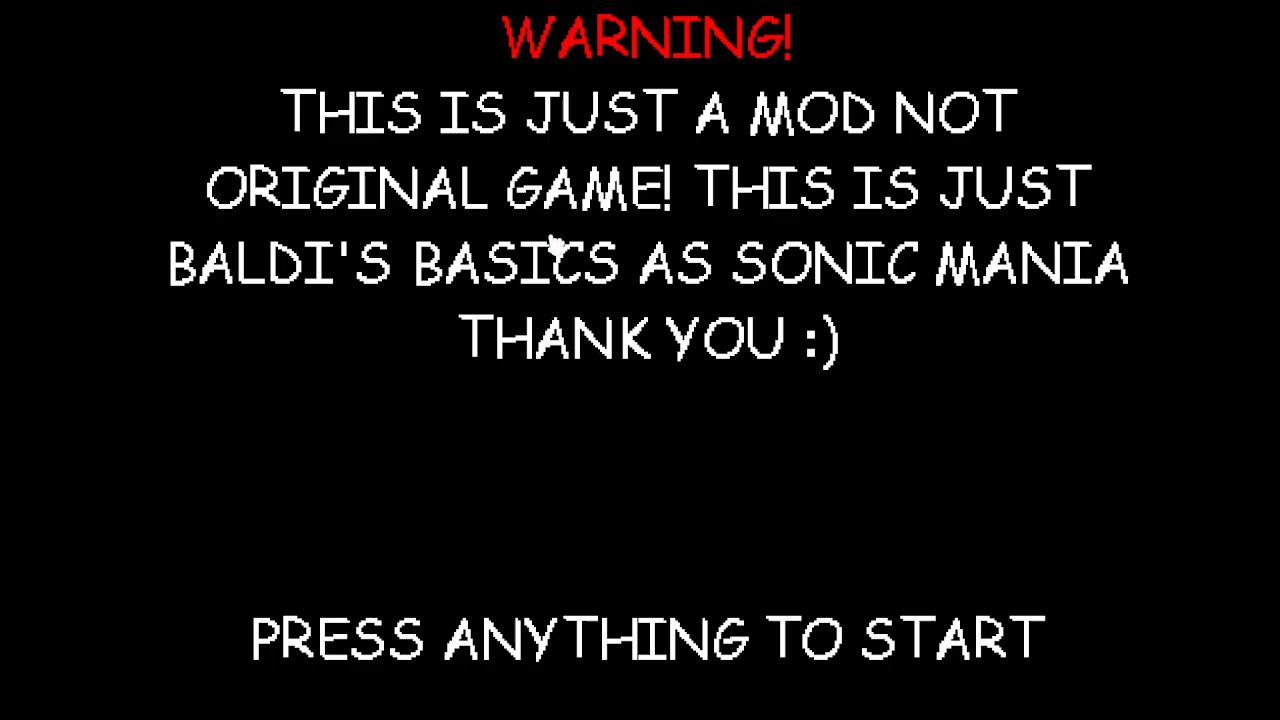 WARNING!
THIS IS JUST A MOD NOT
ORIGINAL GAME! THIS IS JUST
BALDI'S BASICS AS SONIC MANIA
THANK YOU :)
PRESS ANYTHING TO START